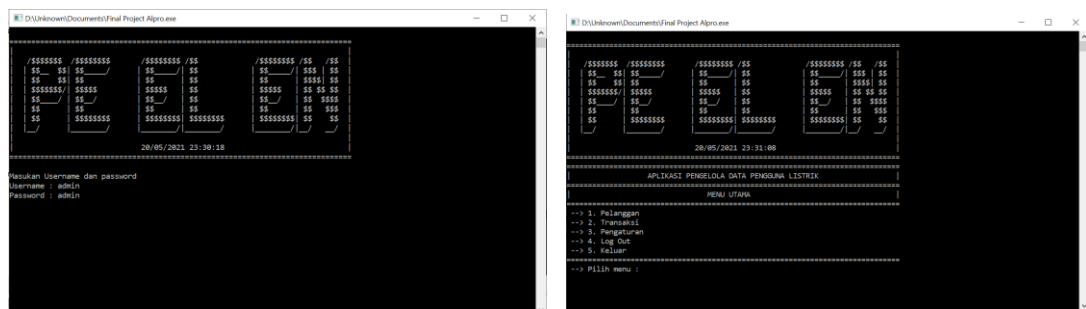 D:\Unknown\Documents\Final Project Alpro.exe
20/05/2021 23:30:18
Masukan Username dan password
Username : admin
Password : admin
D:\Unknown\Documents\Final Project Alpro.exe
20/05/2021 23:31:08
APLIKASI PENGELOLA DATA PENGGUNA LISTRIK
MENU UTAMA
--> 1. Pelanggan
--> 2. Transaksi
--> 3. Pengaturan
--> 4. Log Out
--> 5. Keluar
--> Pilih menu :